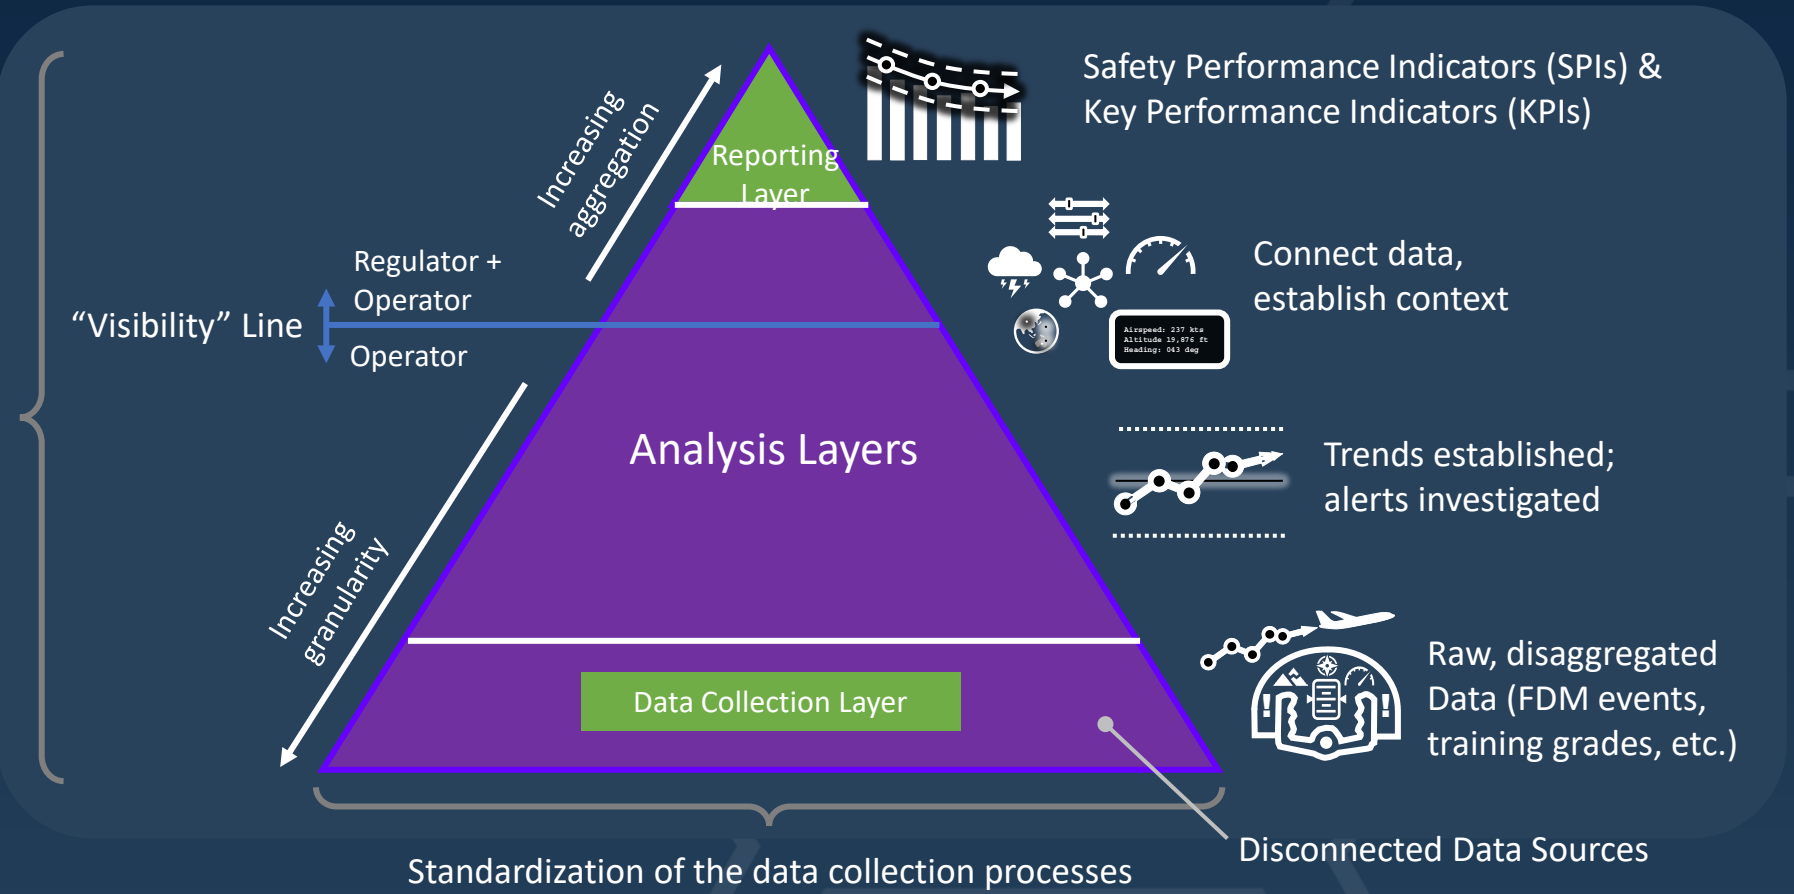 Safety Performance Indicators (SPIs) &
Key Performance Indicators (KPIs)
Increasing
aggregation
Reporting
Layer
Regulator +
Operator
“Visibility” Line
Operator
Connect data,
establish context
Airspeed: 237 kts
Altitude 19,876 ft
Heading: 043 deg
Analysis Layers
Trends established;
alerts investigated
Increasing
granularity
Raw, disaggregated
Data (FDM events,
training grades, etc.)
Data Collection Layer
Disconnected Data Sources
Standardization of the data collection processes